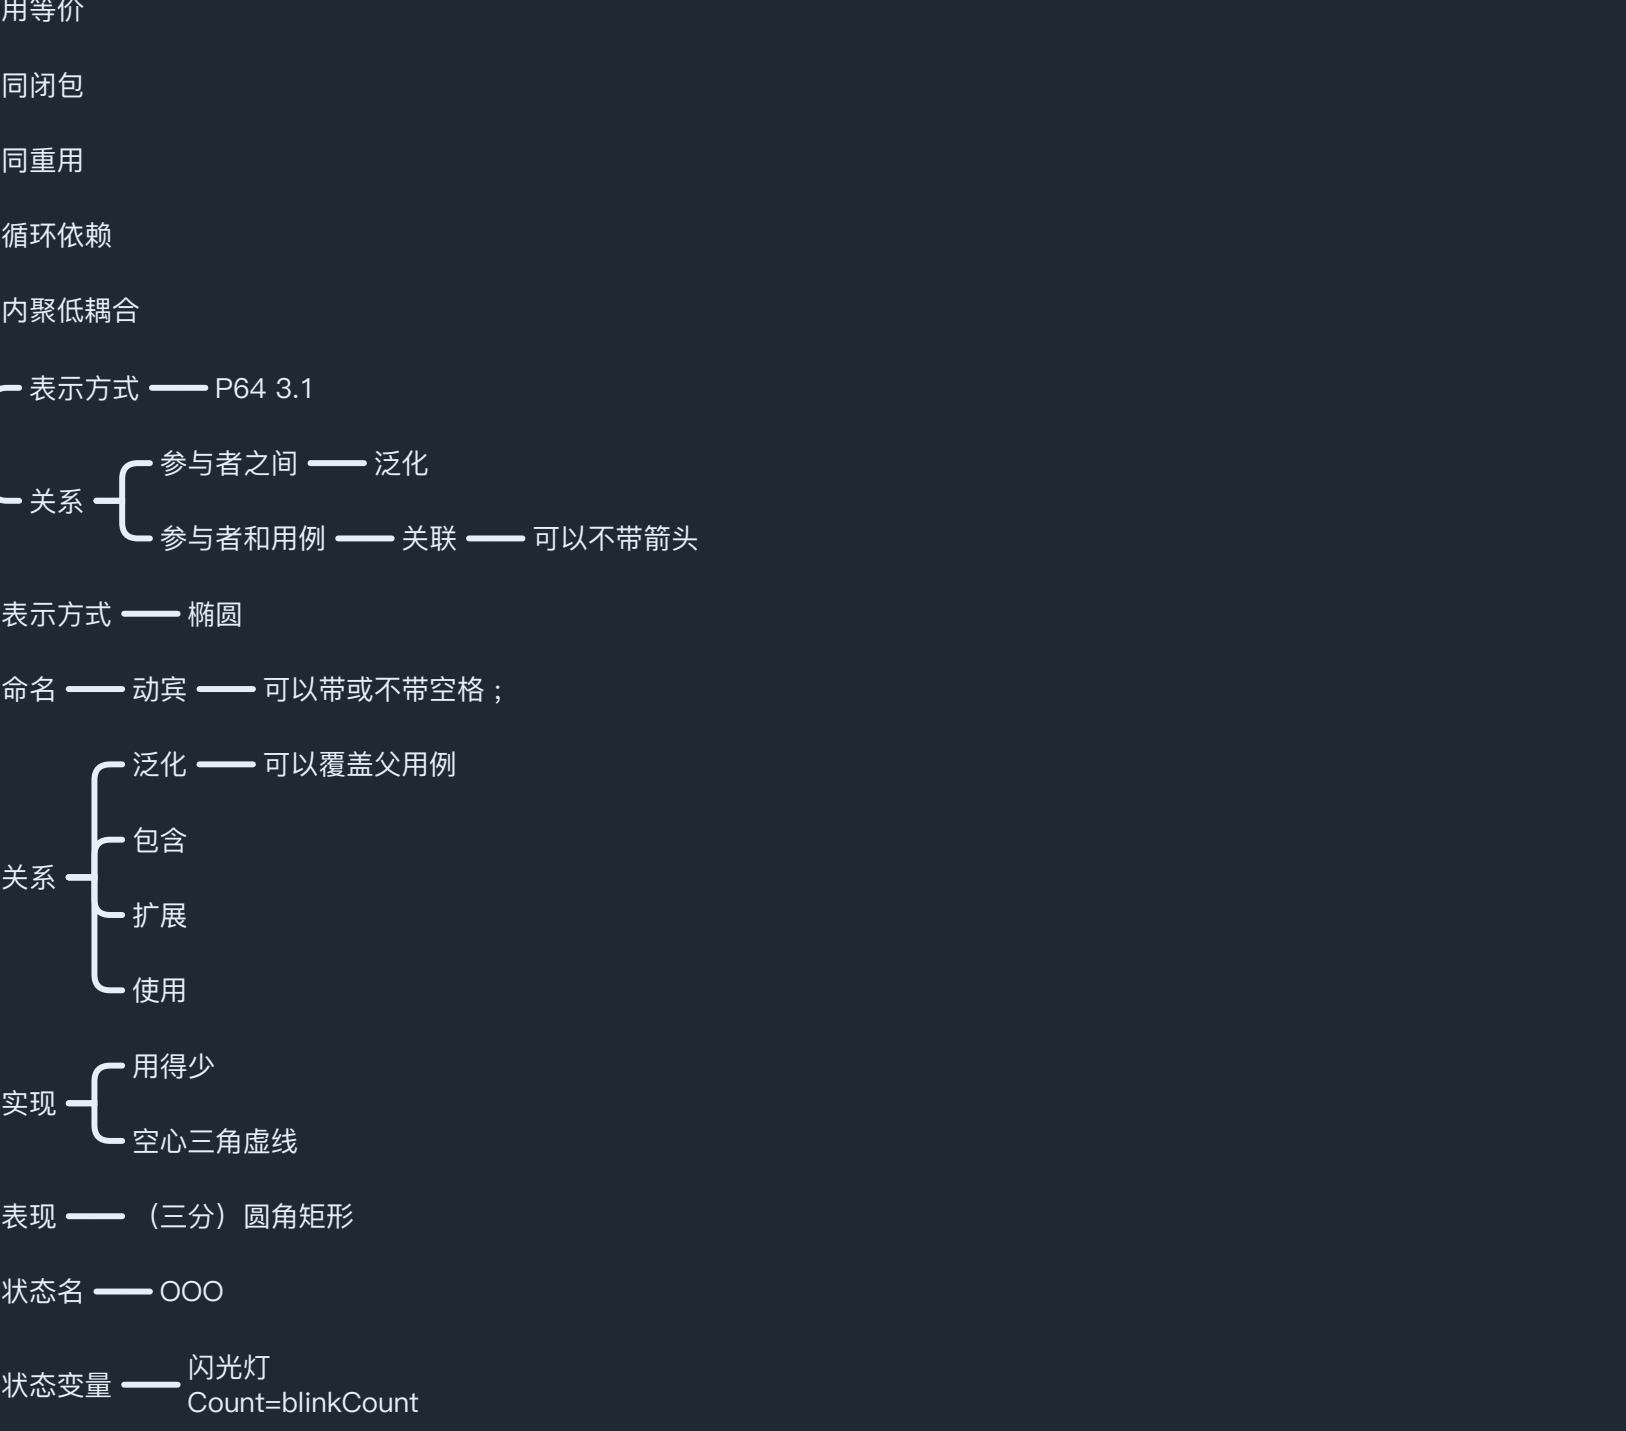 用等价
同闭包
同重用
循环依赖
内聚低耦合
表示方式 P64 3.1
参与者之间 泛化
关系
参与者和用例 关联 可以不带箭头
表示方式 椭圆
命名 动宾 可以带或不带空格；
泛化 可以覆盖父用例
包含
关系
扩展
使用
用得少
实现
空心三角虚线
表现 （三分）圆角矩形
状态名 OOO
状态变量 闪光灯
Count=blinkCount